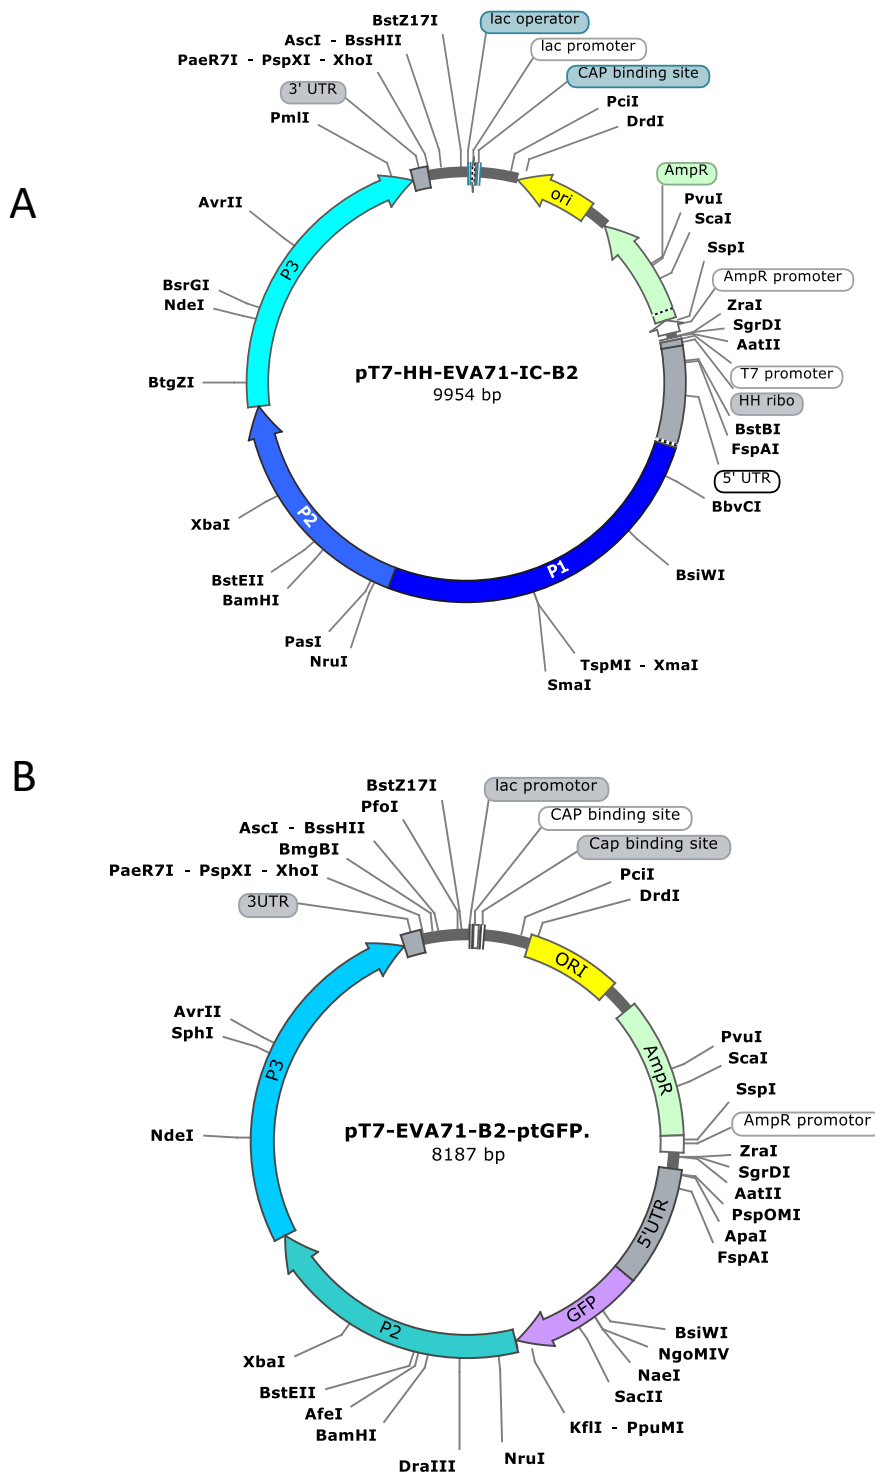 A
BstZ17I
lac operator
AscI - BssHII
lac promoter
PaeR7I - PspXI - XhoI
CAP binding site
3' UTR
PciI
PmlI
DrdI
AmpR
ori
PvuI
AvrII
ScaI
SspI
P3
AmpR promoter
BsrGI
ZraI
NdeI
SgrDI
AatII
pT7-HH-EVA71-IC-B2
T7 promoter
BtgZI
9954 bp
HH ribo
BstBI
FspAI
5' UTR
BbvCI
XbaI
P2
P1
BsiWI
BstEII
BamHI
PasI
NruI
TspMI - XmaI
SmaI
B
BstZ17I
lac promotor
PfoI
CAP binding site
AscI - BssHII
BmgBI
Cap binding site
PaeR7I - PspXI - XhoI
PciI
3UTR
DrdI
ORI
AvrII
SphI
PvuI
P3
AmpR
ScaI
SspI
AmpR promotor
NdeI
pT7-EVA71-B2-ptGFP.
8187 bp
ZraI
SgrDI
AatII
PspOMI
5'UTR
ApaI
FspAI
GFP
P2
BsiWI
NgoMIV
XbaI
NaeI
BstEII
SacII
AfeI
KflI - PpuMI
BamHI
DraIII
NruI